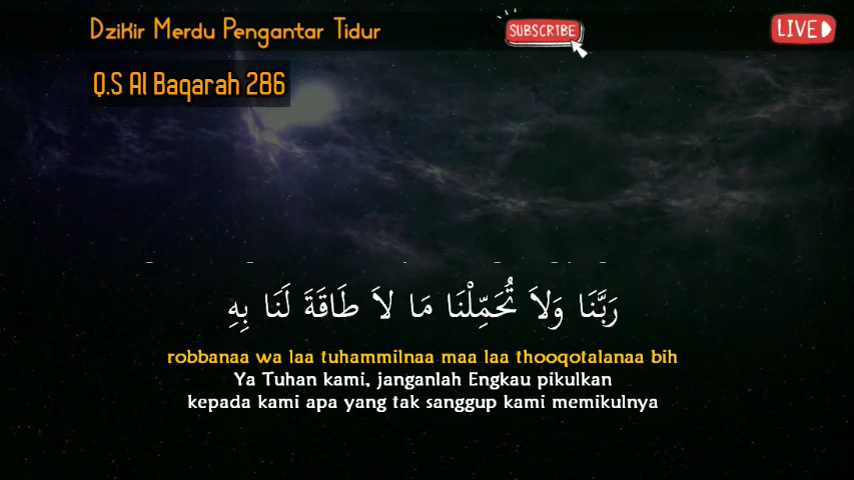 Dzikir Merdu Pengantar Tidur
SUBSCRIBE
LIVE
Q.S Al Baqarah 286
رَبَّنَا وَلاَ تُحَمِّلْنَا مَا لاَ طَاقَةَ لَنَا بِهِ
robbanaa wa laa tuhammilnaa maa laa thooqotalanaa bih
Ya Tuhan kami, janganlah Engkau pikulkan
kepada kami apa yang tak sanggup kami memikulnya